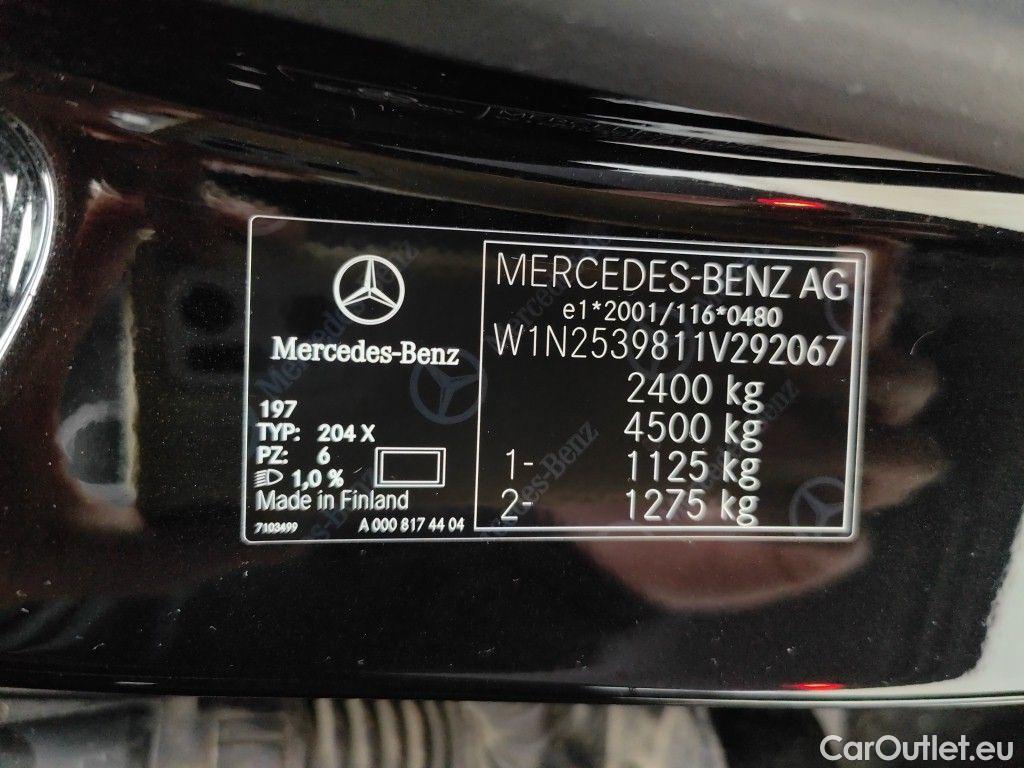 Mercedes-Benz
197
TYP: 204 X
PZ: 6
1,0 %
Made in Finland
7103499 A 000 817 44 04
MERCEDES-BENZ AG
e1*2001/116*0480
W1N2539811V292067
2400 kg
4500 kg
1- 1125 kg
2- 1275 kg
CarOutlet.eu